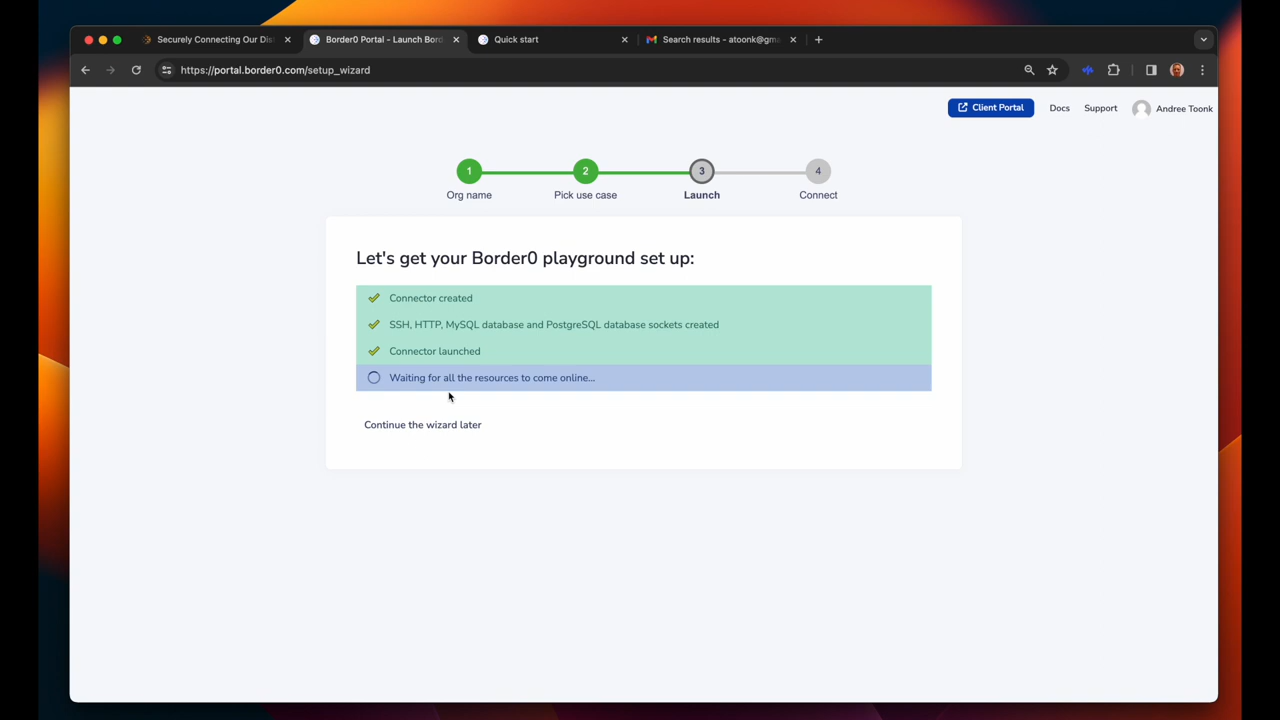 Securely Connecting Our Dis
Border0 Portal - Launch Bord
Quick start
Search results - atoonk@gma
https://portal.border0.com/setup_wizard
Client Portal
Docs
Support
Andree Toonk
1
2
3
4
Org name
Pick use case
Launch
Connect
Let's get your Border0 playground set up:
Connector created
SSH, HTTP, MySQL database and PostgreSQL database sockets created
Connector launched
Waiting for all the resources to come online...
Continue the wizard later